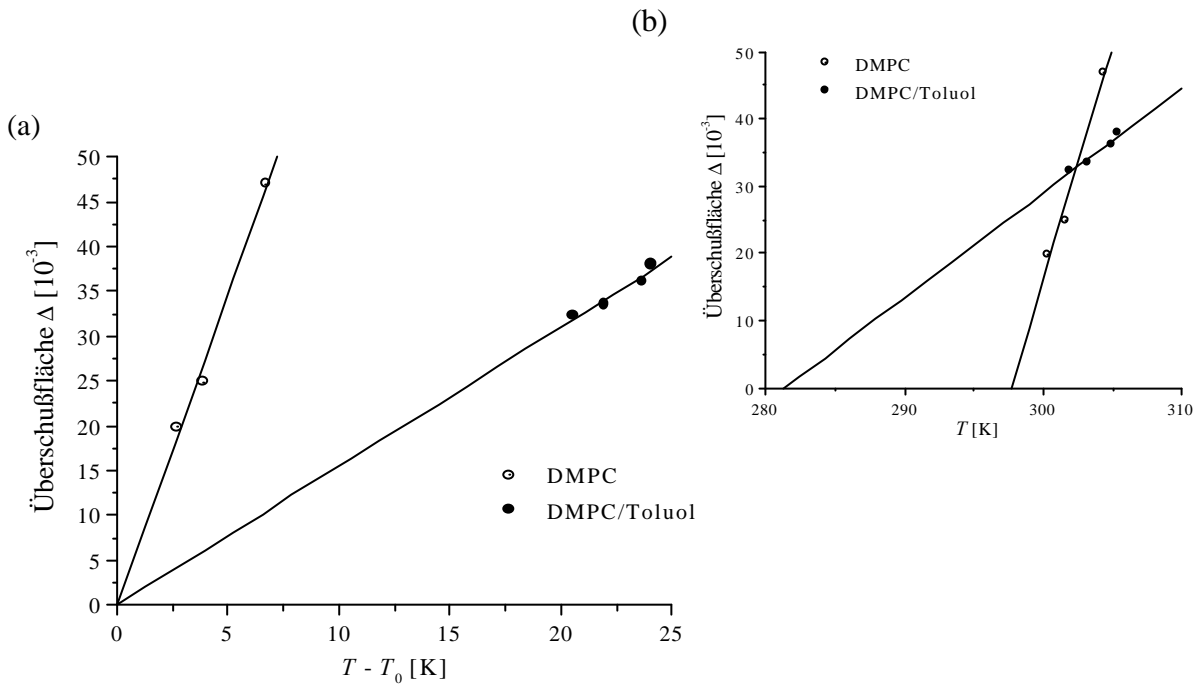 (a)
Überschußfläche Δ [10⁻³]
50
45
40
35
30
25
20
15
10
5
0
0 5 10 15 20 25
T - T₀ [K]
DMPC
DMPC/Toluol
(b)
Überschußfläche Δ [10⁻³]
50
40
30
20
10
0
280 290 300 310
T [K]
DMPC
DMPC/Toluol